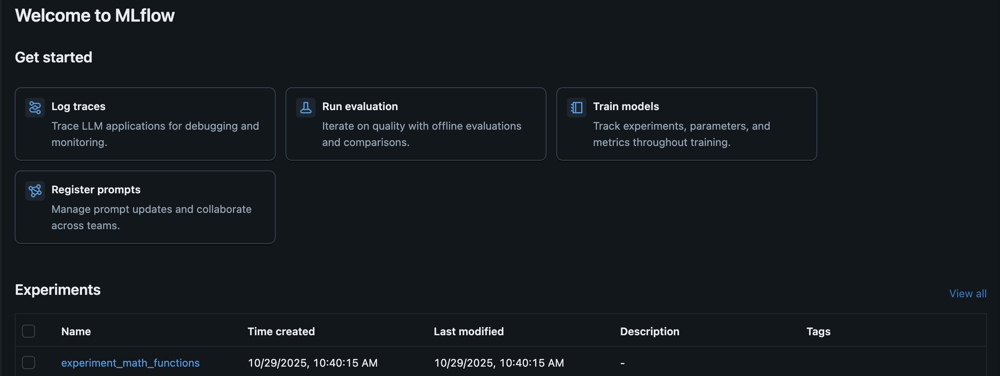 Welcome to MLflow
Get started
Log traces
Trace LLM applications for debugging and
monitoring.
Run evaluation
Iterate on quality with offline evaluations
and comparisons.
Train models
Track experiments, parameters, and
metrics throughout training.
Register prompts
Manage prompt updates and collaborate
across teams.
Experiments
View all
Name Time created Last modified Description Tags
experiment_math_functions 10/29/2025, 10:40:15 AM 10/29/2025, 10:40:15 AM -